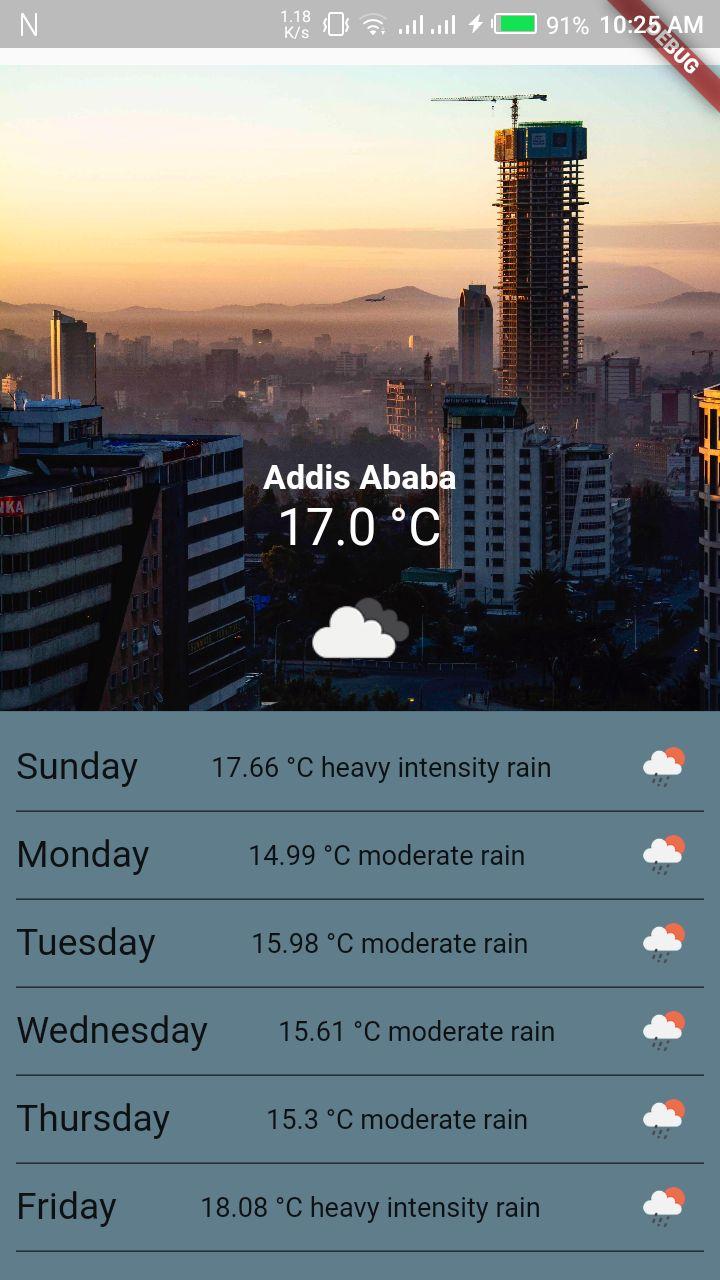 N 1.18 K/s 91% 10:25 AM
DEBUG
NKA
Addis Ababa
17.0 °C
Sunday 17.66 °C heavy intensity rain
Monday 14.99 °C moderate rain
Tuesday 15.98 °C moderate rain
Wednesday 15.61 °C moderate rain
Thursday 15.3 °C moderate rain
Friday 18.08 °C heavy intensity rain